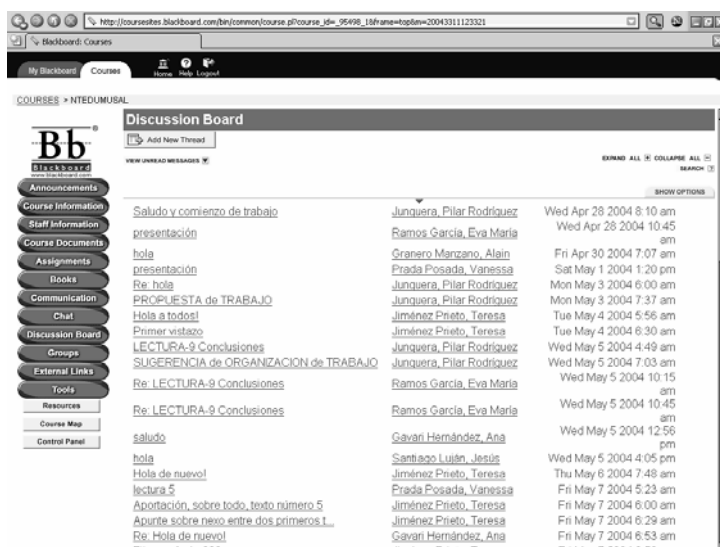 http://coursesites.blackboard.com/bin/common/course.pl?course_id=_95498_1&frame=top&m=20043311123321
Blackboard: Courses
My Blackboard Courses Home Help Logout
COURSES > NTEDUMUSAL
Discussion Board
Add New Thread
VIEW UNREAD MESSAGES
EXPAND ALL + COLLAPSE ALL -
SEARCH ?
SHOW OPTIONS
Bb
Blackboard
www.blackboard.com
Announcements
Course Information
Staff Information
Course Documents
Assignments
Books
Communication
Chat
Discussion Board
Groups
External Links
Tools
Resources
Course Map
Control Panel
Saludo y comienzo de trabajo Junquera, Pilar Rodríguez Wed Apr 28 2004 8:10 am
presentación Ramos García, Eva María Wed Apr 28 2004 10:45
am
hola Granero Manzano, Alain Fri Apr 30 2004 7:07 am
presentación Prada Posada, Vanessa Sat May 1 2004 1:20 pm
Re: hola Junquera, Pilar Rodríguez Mon May 3 2004 6:00 am
PROPUESTA de TRABAJO Junquera, Pilar Rodríguez Mon May 3 2004 7:37 am
Hola a todos! Jiménez Prieto, Teresa Tue May 4 2004 5:56 am
Primer vistazo Jiménez Prieto, Teresa Tue May 4 2004 6:30 am
LECTURA-9 Conclusiones Junquera, Pilar Rodríguez Wed May 5 2004 4:49 am
SUGERENCIA de ORGANIZACION de TRABAJO Junquera, Pilar Rodríguez Wed May 5 2004 7:03 am
Re: LECTURA-9 Conclusiones Ramos García, Eva María Wed May 5 2004 10:15
am
Re: LECTURA-9 Conclusiones Ramos García, Eva María Wed May 5 2004 10:45
am
saludo Gavari Hernández, Ana Wed May 5 2004 12:56
pm
hola Santiago Luján, Jesús Wed May 5 2004 4:05 pm
Hola de nuevo! Jiménez Prieto, Teresa Thu May 6 2004 7:48 am
lectura 5 Prada Posada, Vanessa Fri May 7 2004 5:23 am
Aportación, sobre todo, texto número 5 Jiménez Prieto, Teresa Fri May 7 2004 6:00 am
Apunte sobre nexo entre dos primeros t... Jiménez Prieto, Teresa Fri May 7 2004 6:29 am
Re: Hola de nuevo! Gavari Hernández, Ana Fri May 7 2004 6:53 am